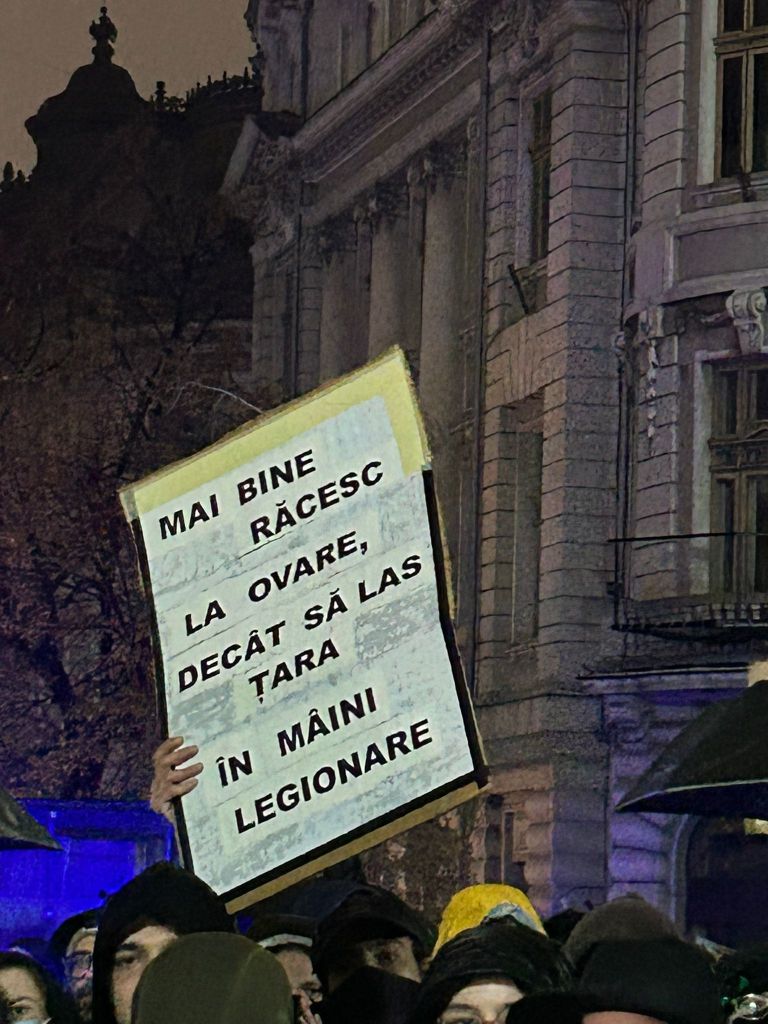 MAI BINE
RĂCESC
LA OVARE,
DECÂT SĂ LAS
ȚARA
ÎN MÂINI
LEGIONARE